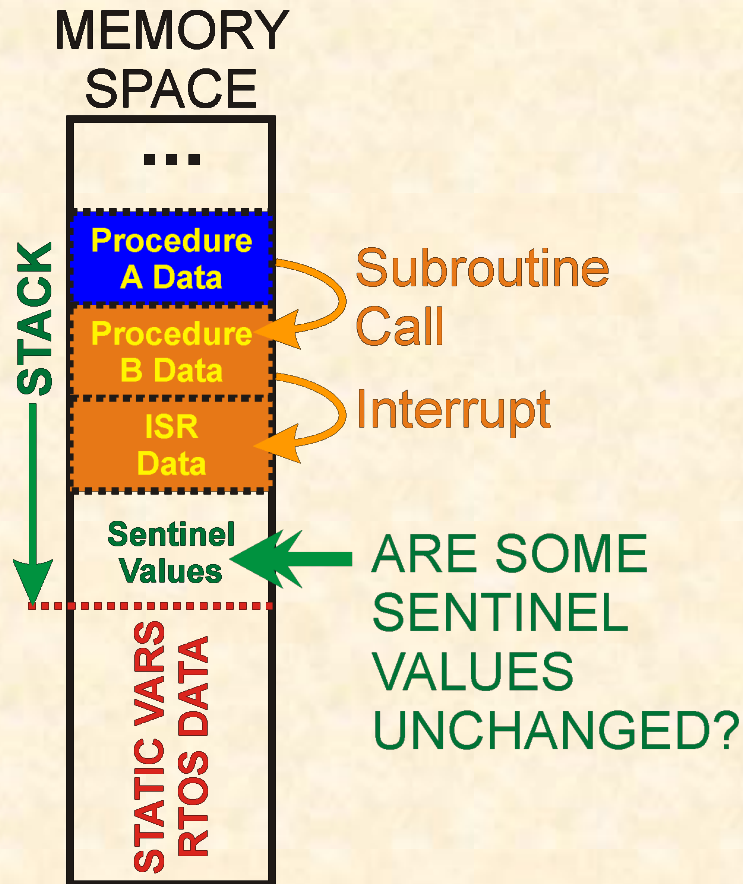 MEMORY
SPACE
...
STACK
Procedure
A Data
Subroutine
Call
Procedure
B Data
Interrupt
ISR
Data
Sentinel
Values
ARE SOME
SENTINEL
VALUES
UNCHANGED?
STATIC VARS
RTOS DATA